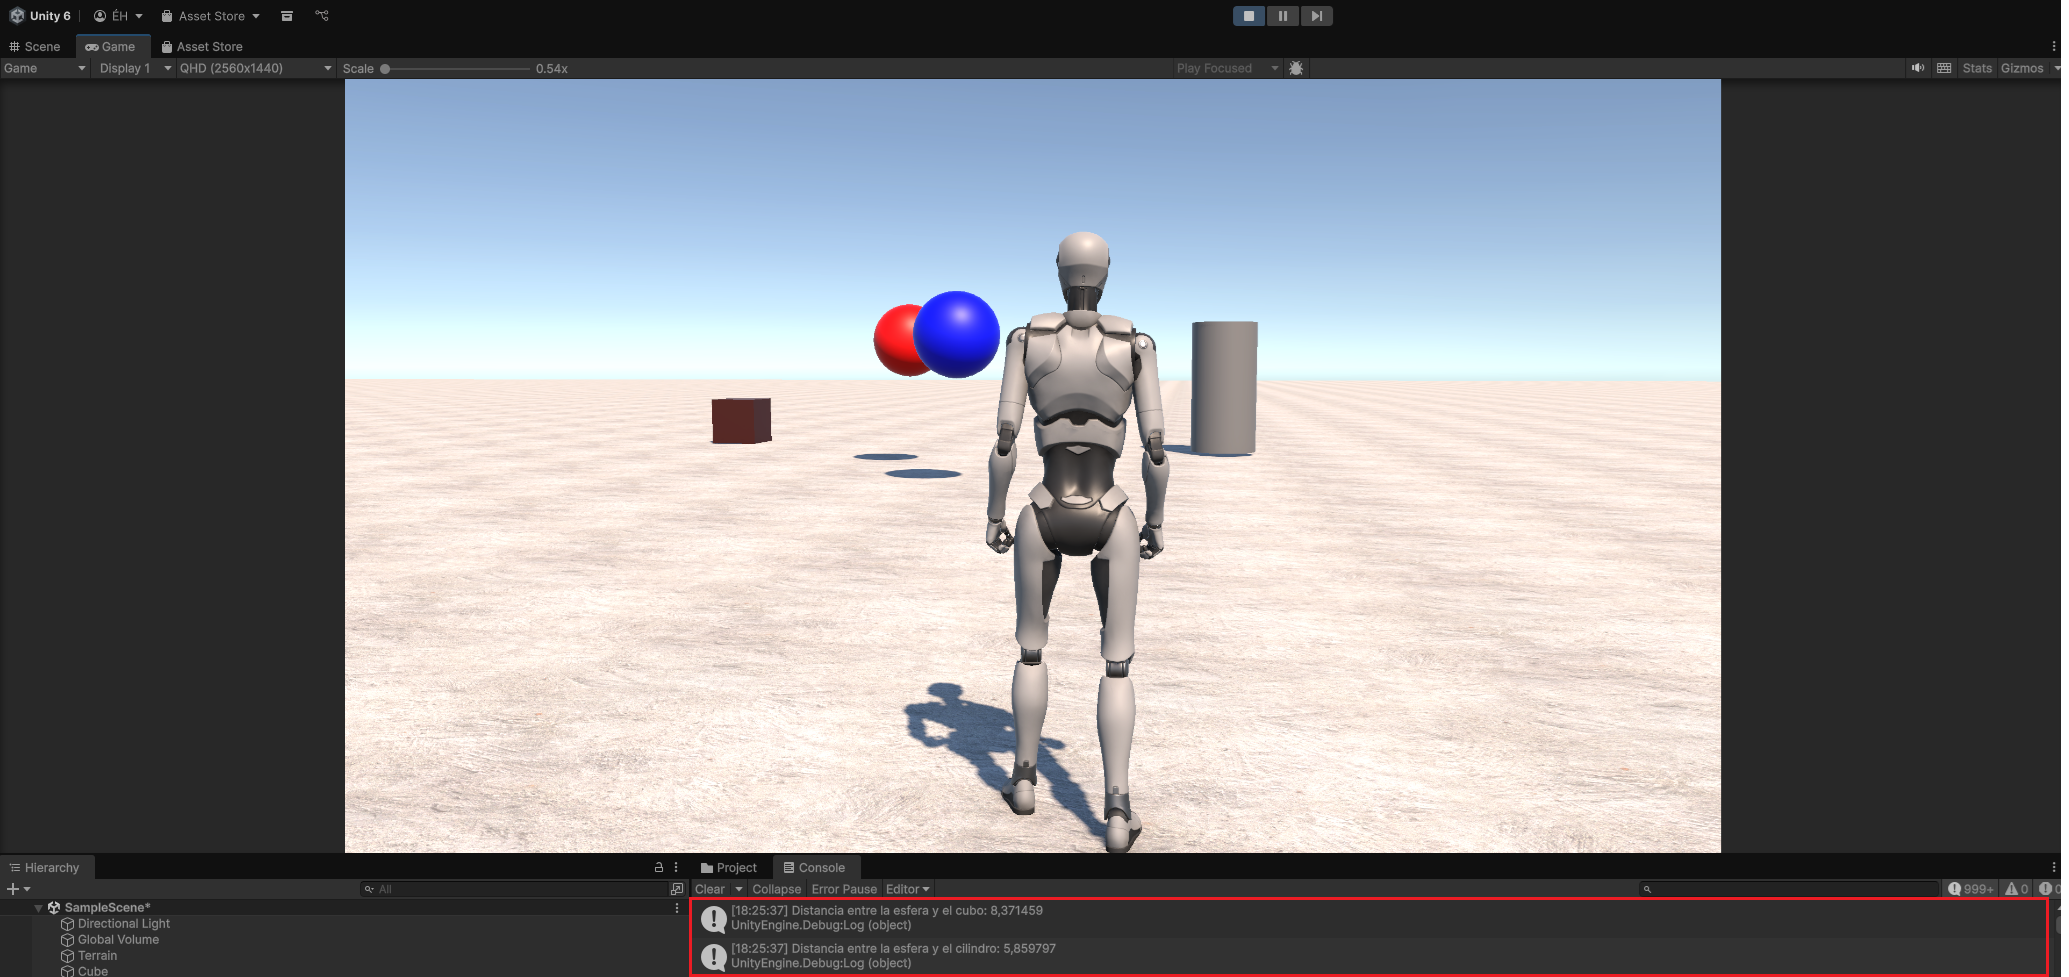 Unity 6
ÉH
Asset Store
Scene
Game
Asset Store
Game
Display 1
QHD (2560x1440)
Scale
0.54x
Play Focused
Stats
Gizmos
Hierarchy
All
SampleScene*
Directional Light
Global Volume
Terrain
Cube
Project
Console
Clear
Collapse
Error Pause
Editor
999+
0
0
[18:25:37] Distancia entre la esfera y el cubo: 8,371459
UnityEngine.Debug:Log (object)
[18:25:37] Distancia entre la esfera y el cilindro: 5,859797
UnityEngine.Debug:Log (object)